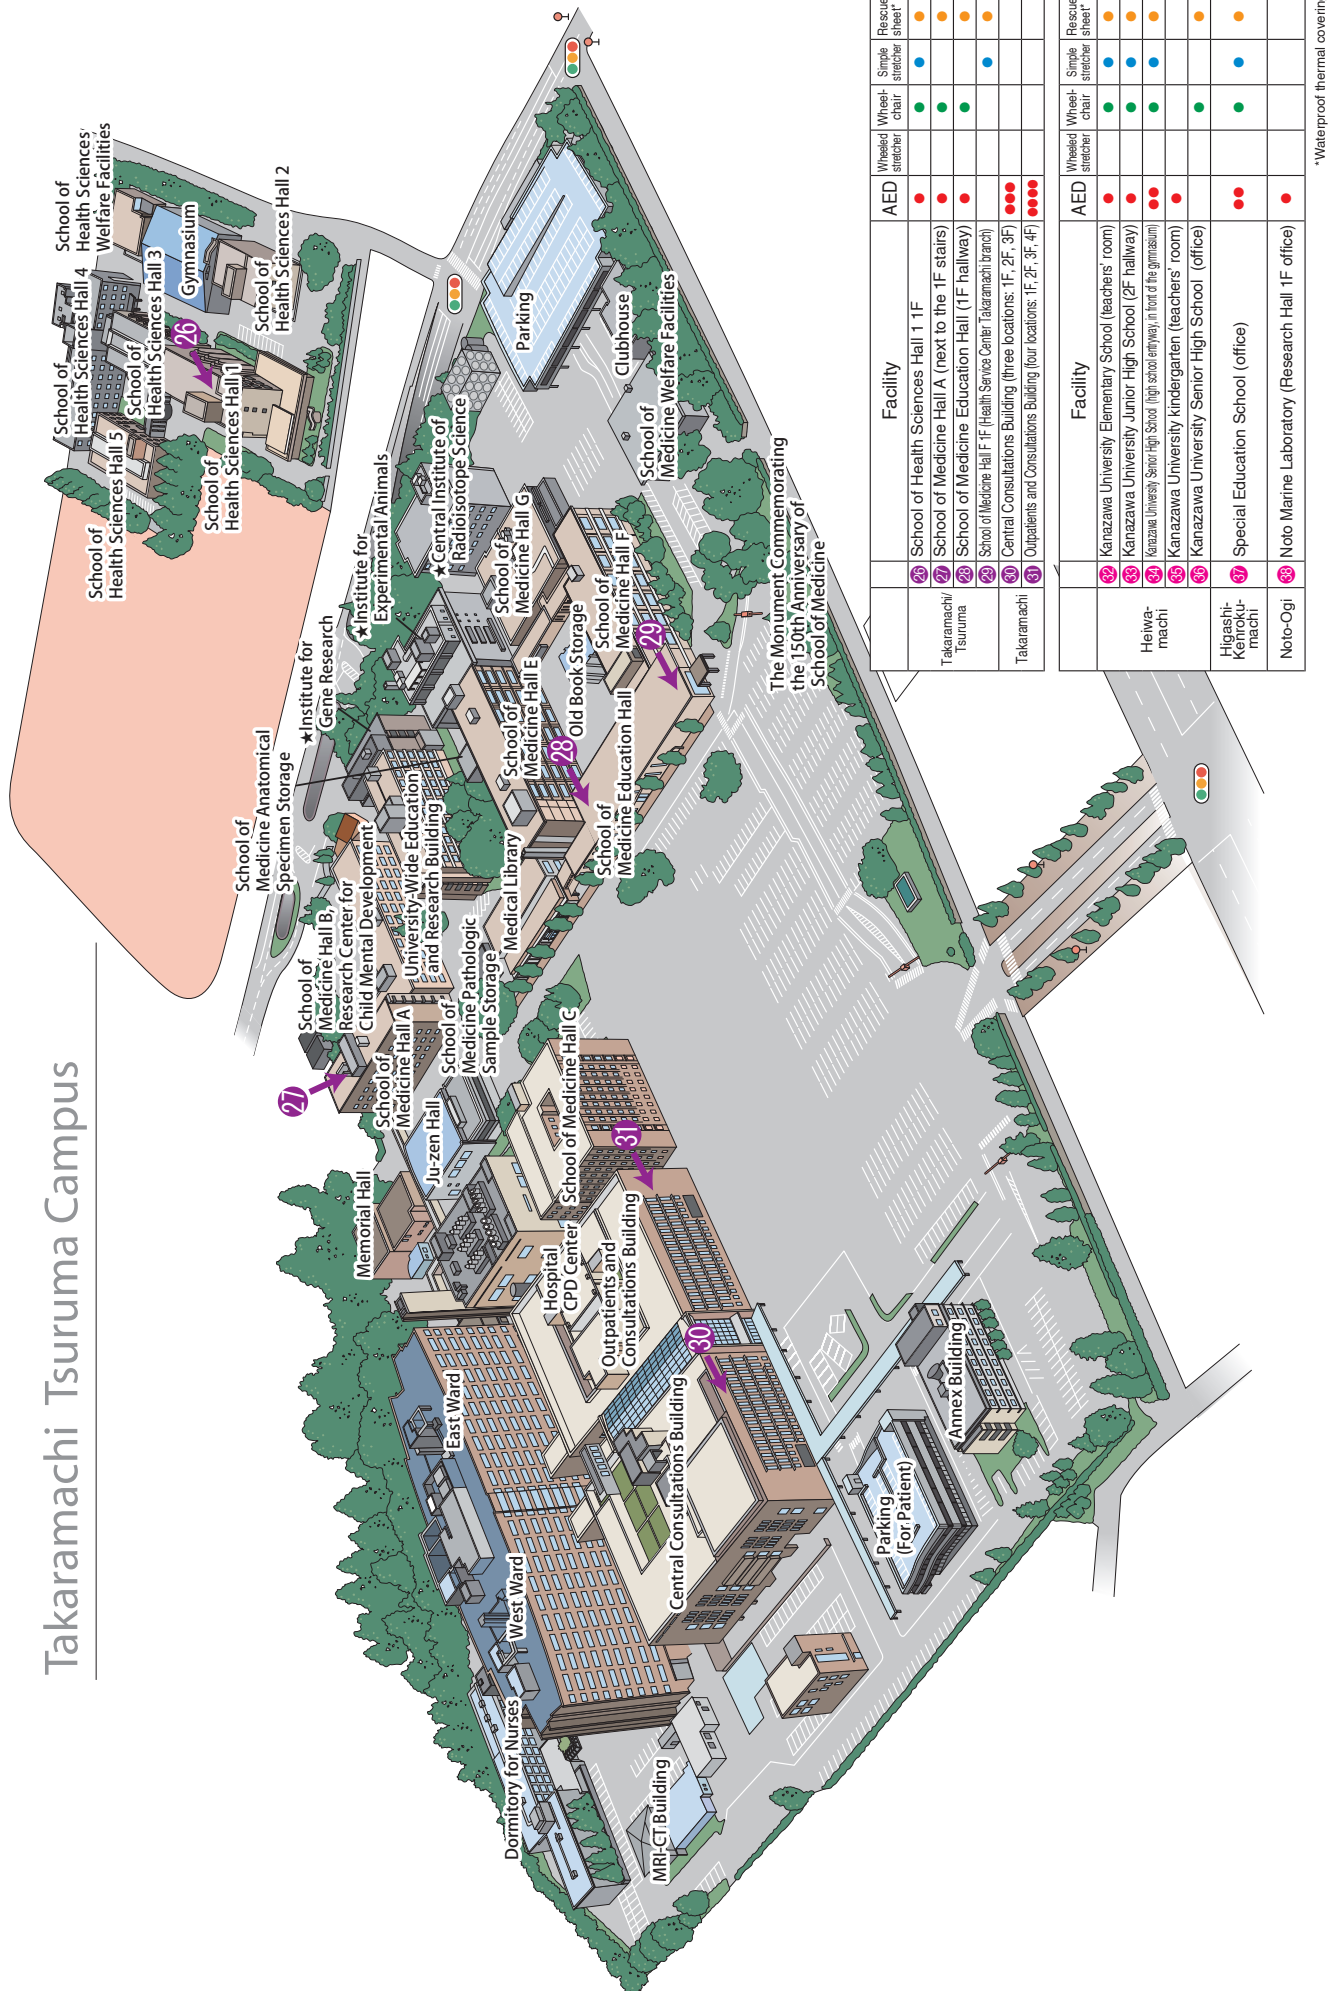 Takaramachi Tsuruma Campus
School of
Health Sciences
Welfare Facilities
School of
Health Sciences Hall 4
School of
Health Sciences Hall 3
Gymnasium
School of
Health Sciences Hall 2
26
School of
Health Sciences Hall 5
School of
Health Sciences Hall 1
Parking
Clubhouse
School of
Medicine Welfare Facilities
★Central Institute of
Radioisotope Science
★Institute for
Experimental Animals
School of
Medicine Hall G
School of
Medicine Hall F
29
The Monument Commemorating
the 150th Anniversary of
School of Medicine
★Institute for
Gene Research
School of
Medicine Anatomical
Specimen Storage
School of
Medicine Hall E
Old Book Storage
28
School of
Medicine Education Hall
University-Wide Education
and Research Building
Medical Library
School of
Medicine Hall B,
Research Center for
Child Mental Development
School of
Medicine Pathologic
Sample Storage
27
School of
Medicine Hall A
Ju-zen Hall
School of Medicine Hall C
31
Memorial Hall
Hospital
CPD Center
Outpatients and
Consultations Building
30
East Ward
Central Consultations Building
West Ward
Annex Building
Parking
(For Patient)
Dormitory for Nurses
MRI-CT Building
Facility AED Wheeled stretcher Wheel-chair Simple stretcher Rescue sheet*
Takaramachi/
Tsuruma
26 School of Health Sciences Hall 1 1F
27 School of Medicine Hall A (next to the 1F stairs)
28 School of Medicine Education Hall (1F hallway)
29 School of Medicine Hall F 1F (Health Service Center Takaramachi branch)
Takaramachi
30 Central Consultations Building (three locations: 1F, 2F, 3F)
31 Outpatients and Consultations Building (four locations: 1F, 2F, 3F, 4F)
Facility AED Wheeled stretcher Wheel-chair Simple stretcher Rescue sheet*
Heiwa-
machi
32 Kanazawa University Elementary School (teachers' room)
33 Kanazawa University Junior High School (2F hallway)
34 Kanazawa University Senior High School (high school entryway, in front of the gymnasium)
35 Kanazawa University kindergarten (teachers' room)
36 Kanazawa University Senior High School (office)
Higashi-
Kenroku-
machi
37 Special Education School (office)
Noto-Ogi
38 Noto Marine Laboratory (Research Hall 1F office)
*Waterproof thermal covering